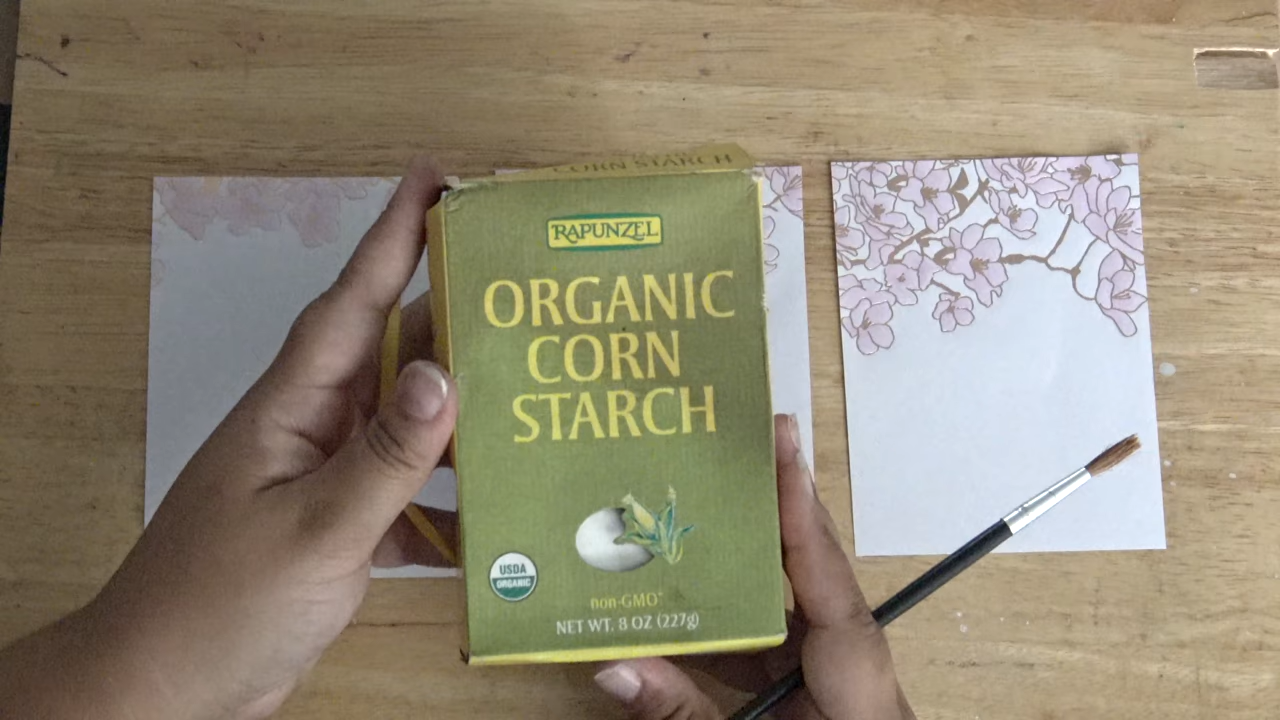 CORN STARCH
RAPUNZEL
ORGANIC
CORN
STARCH
USDA
ORGANIC
non-GMO*
NET WT. 8 OZ (227g)